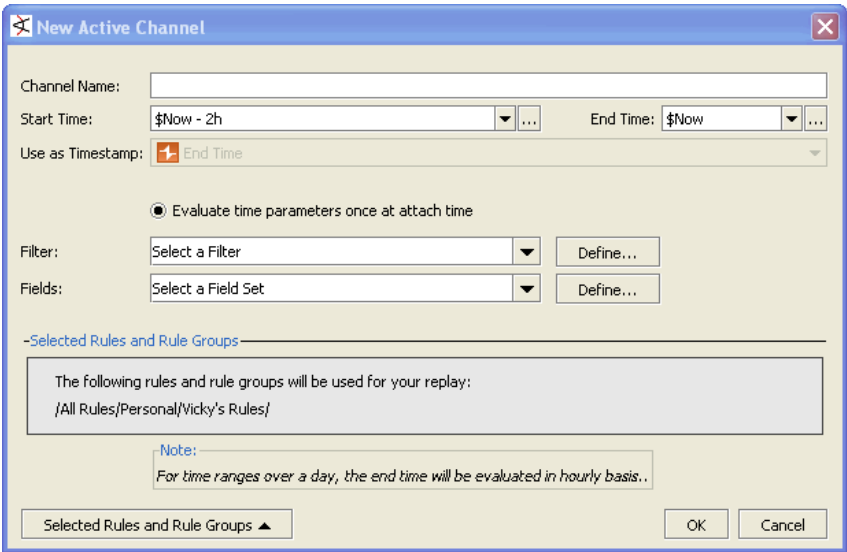 New Active Channel
Channel Name:
Start Time: $Now - 2h ... End Time: $Now ...
Use as Timestamp: End Time
Evaluate time parameters once at attach time
Filter: Select a Filter Define...
Fields: Select a Field Set Define...
Selected Rules and Rule Groups
The following rules and rule groups will be used for your replay:
/All Rules/Personal/Vicky's Rules/
Note:
For time ranges over a day, the end time will be evaluated in hourly basis..
Selected Rules and Rule Groups OK Cancel